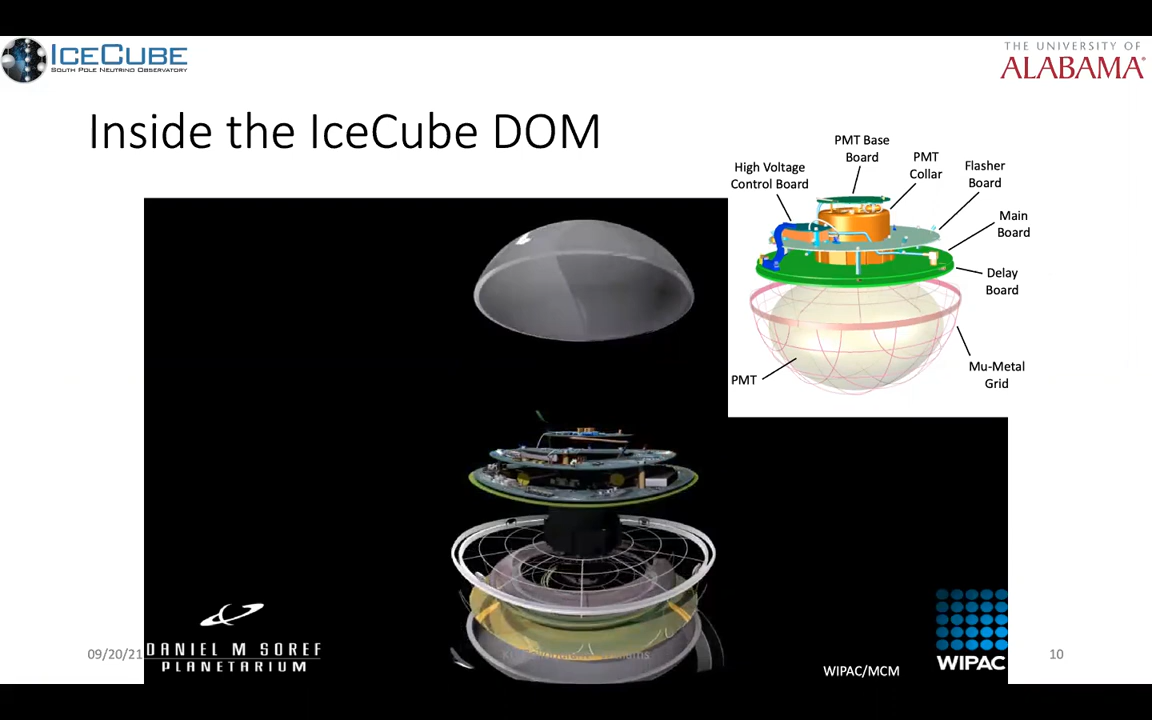 ICECUBE
SOUTH POLE NEUTRINO OBSERVATORY
THE UNIVERSITY OF
ALABAMA
Inside the IceCube DOM
PMT Base
Board
PMT
Collar
High Voltage
Control Board
Flasher
Board
Main
Board
Delay
Board
Mu-Metal
Grid
PMT
DANIEL M SOREF
PLANETARIUM
09/20/21
WIPAC/MCM
WIPAC
10